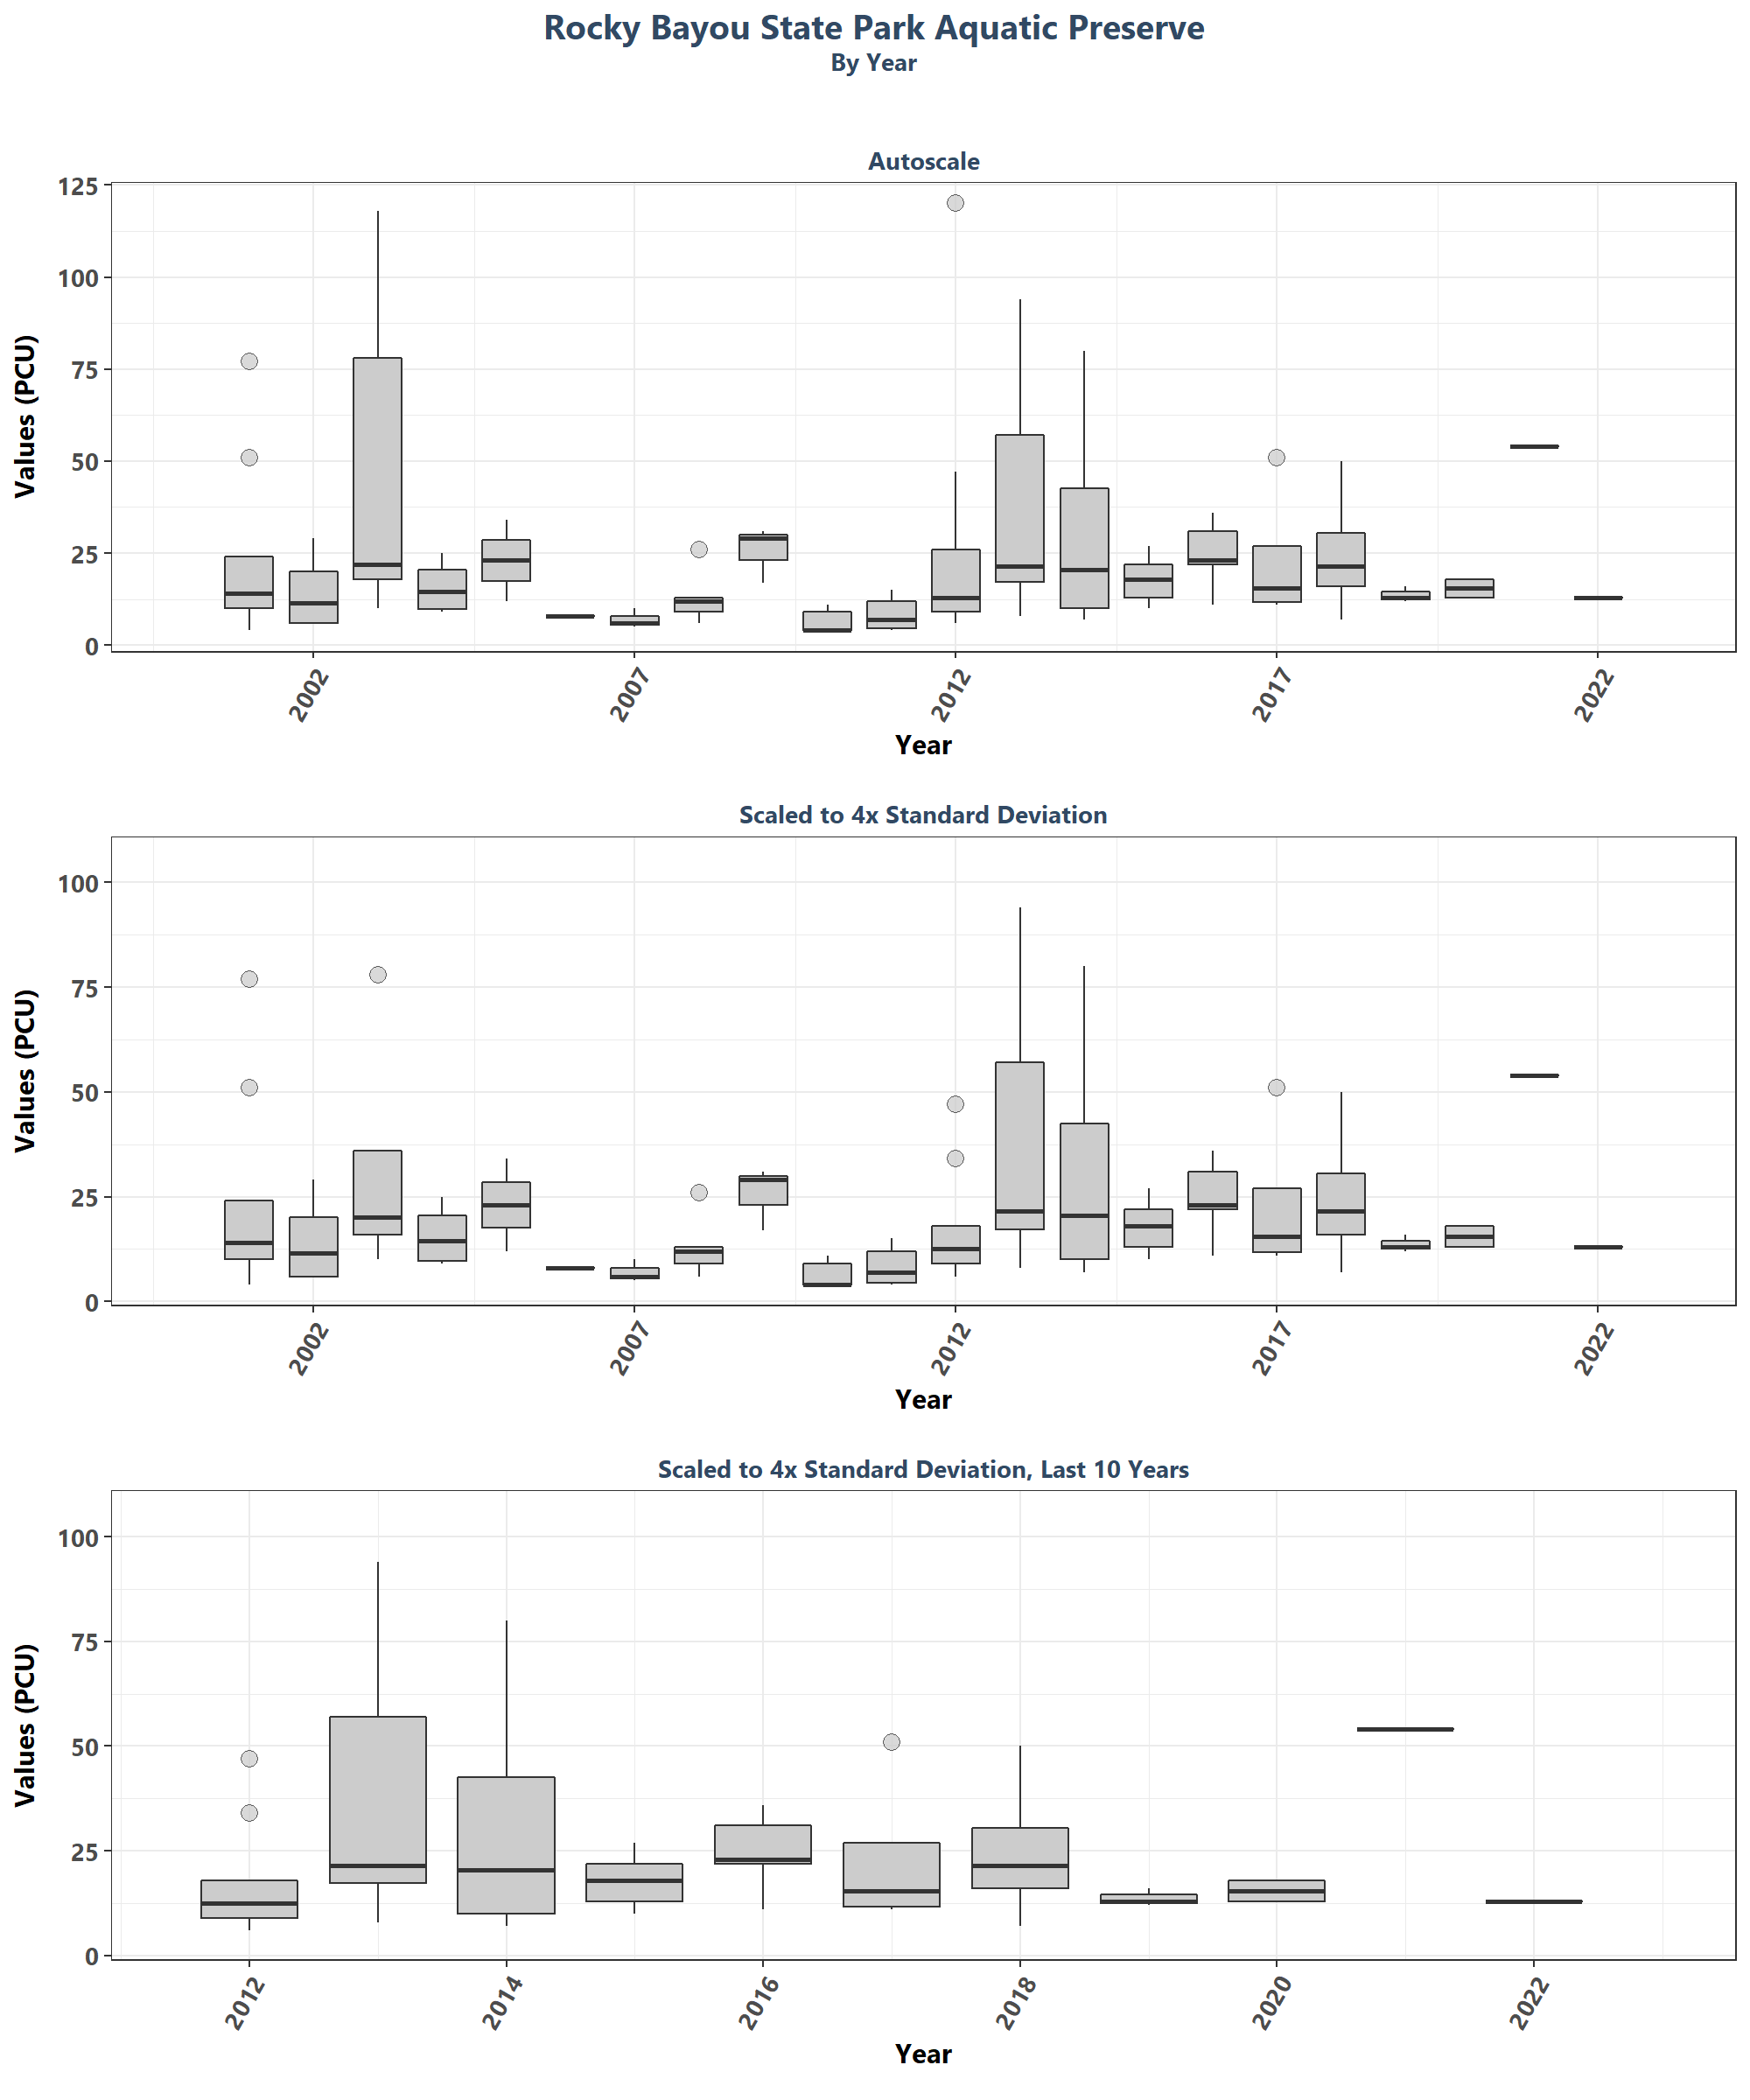 Rocky Bayou State Park Aquatic Preserve
By Year
Autoscale
Values (PCU)
125
100
75
50
25
0
2002
2007
2012
2017
2022
Year
Scaled to 4x Standard Deviation
Values (PCU)
100
75
50
25
0
2002
2007
2012
2017
2022
Year
Scaled to 4x Standard Deviation, Last 10 Years
Values (PCU)
100
75
50
25
0
2012
2014
2016
2018
2020
2022
Year